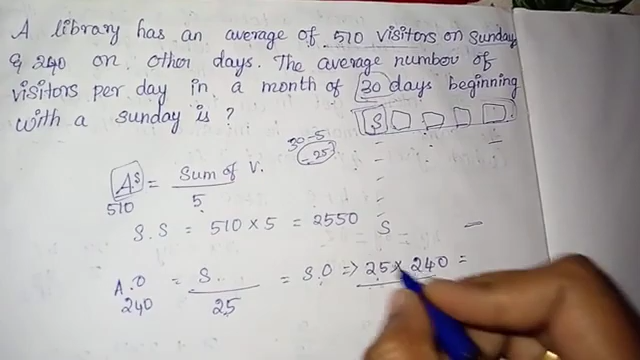 A library has an average of 510 visitors on Sunday
& 240 on other days. The average number of
visitors per day in a month of 30 days beginning
with a sunday is ?
S
30-5
25
AS = Sum of V.
510 5
S
S.S = 510 × 5 = 2550
A.O = S. = S.O => 25 × 240 =
240 25